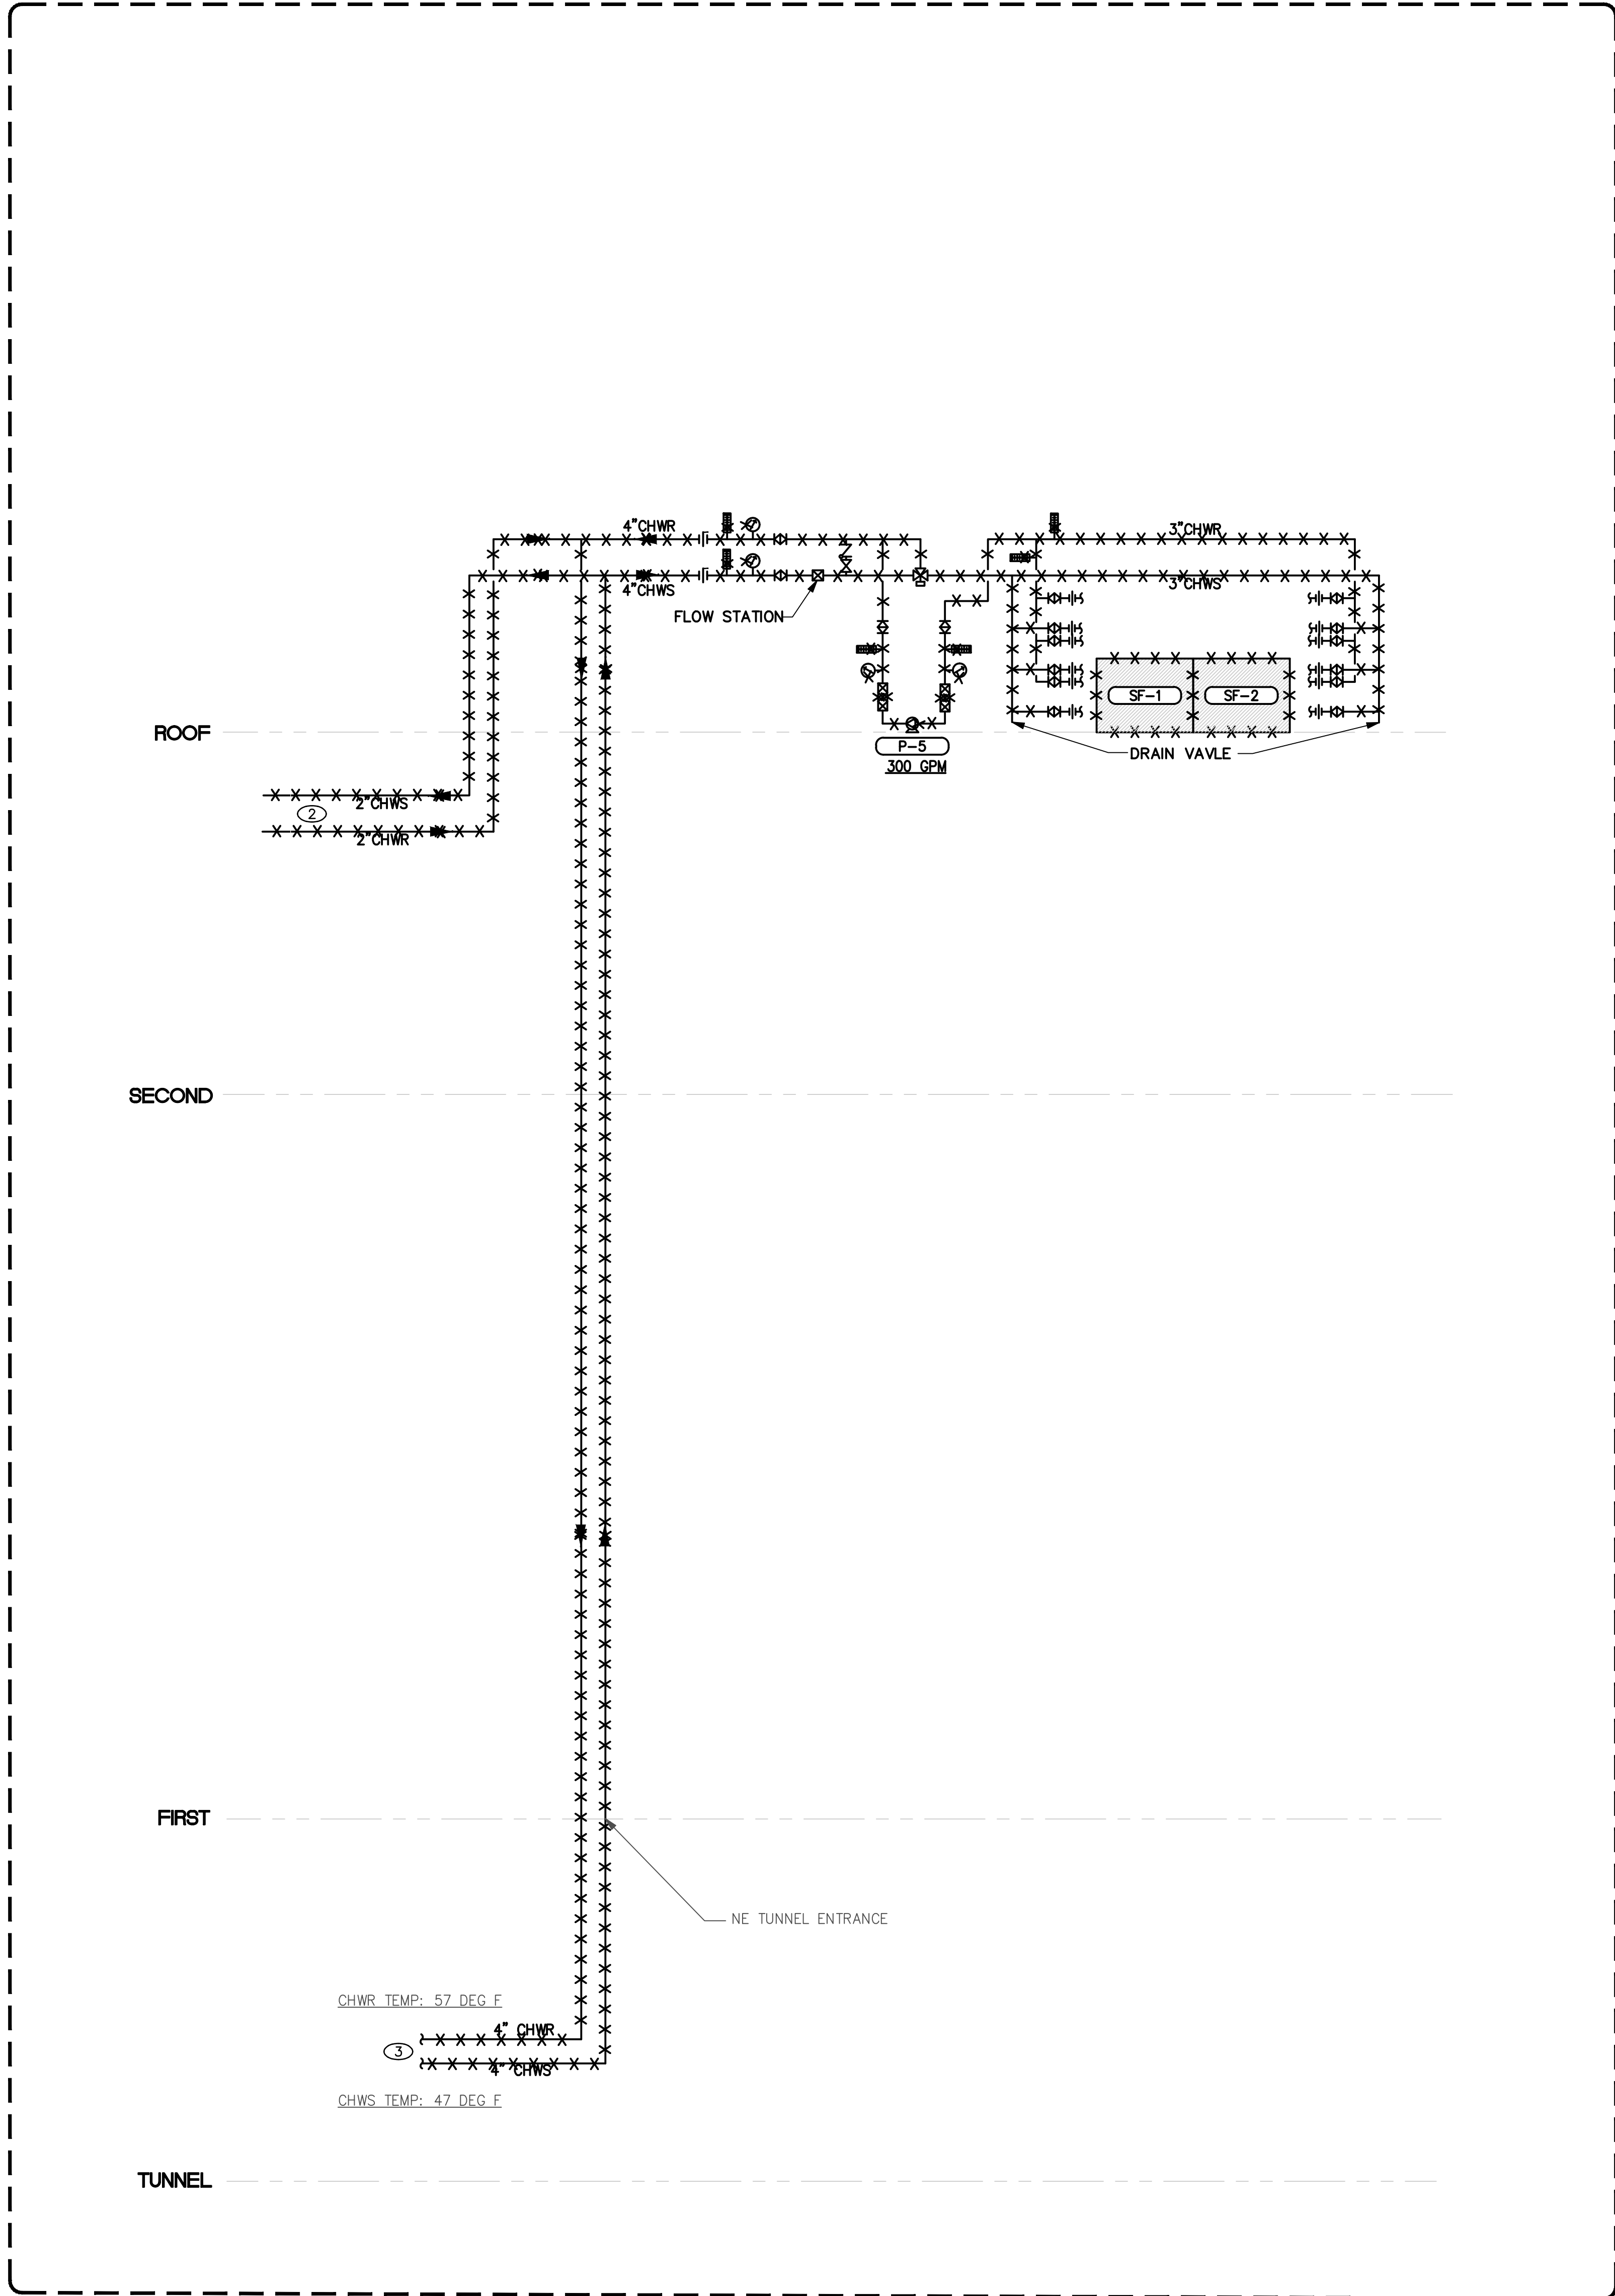 4"CHWR
3"CHWR
4"CHWS
3"CHWS
FLOW STATION
SF-1
SF-2
ROOF
P-5
DRAIN VAVLE
300 GPM
2"CHWS
2
2"CHWR
SECOND
FIRST
NE TUNNEL ENTRANCE
CHWR TEMP: 57 DEG F
4" CHWR
3
4" CHWS
CHWS TEMP: 47 DEG F
TUNNEL